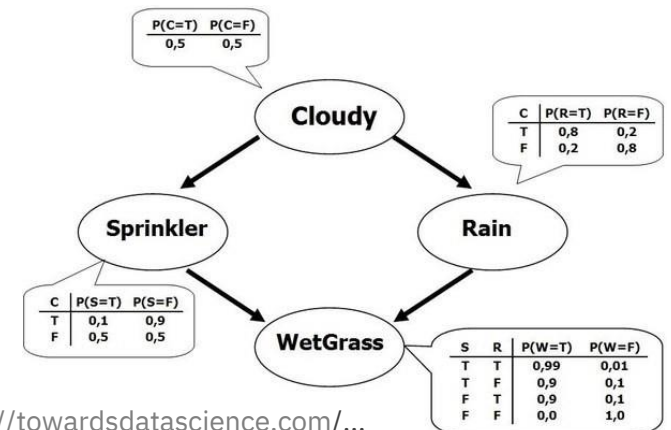 P(C=T) P(C=F)
0,5 0,5
Cloudy
C P(R=T) P(R=F)
T 0,8 0,2
F 0,2 0,8
Sprinkler
Rain
C P(S=T) P(S=F)
T 0,1 0,9
F 0,5 0,5
WetGrass
S R P(W=T) P(W=F)
T T 0,99 0,01
T F 0,9 0,1
F T 0,9 0,1
F F 0,0 1,0
//towardsdatascience.com/...